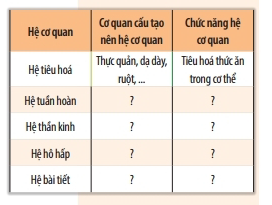 Hệ cơ quan
Cơ quan cấu tạo
nên hệ cơ quan
Chức năng hệ
cơ quan
Hệ tiêu hoá
Thực quản, dạ dày,
ruột, ...
Tiêu hoá thức ăn
trong cơ thể
Hệ tuần hoàn
?
?
Hệ thần kinh
?
?
Hệ hô hấp
?
?
Hệ bài tiết
?
?